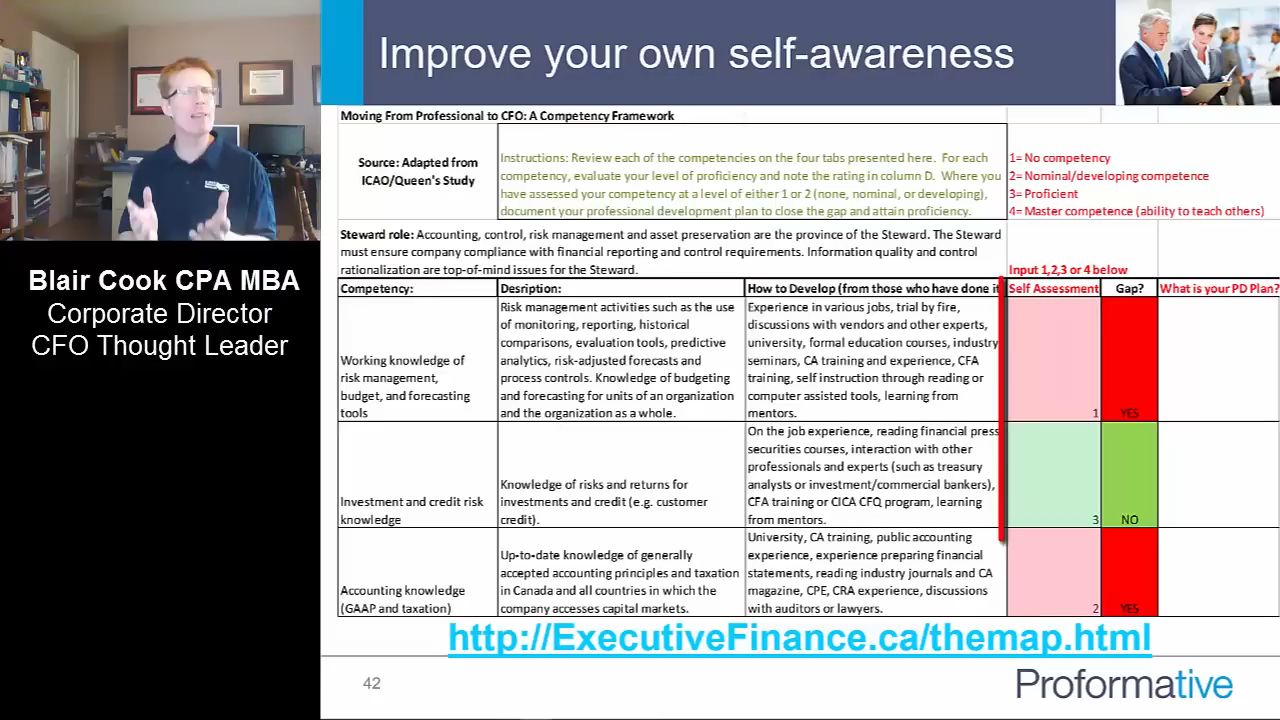 Improve your own self-awareness
Blair Cook CPA MBA
Corporate Director
CFO Thought Leader
Moving From Professional to CFO: A Competency Framework
Source: Adapted from
ICAO/Queen's Study
Instructions: Review each of the competencies on the four tabs presented here. For each
competency, evaluate your level of proficiency and note the rating in column D. Where you
have assessed your competency at a level of either 1 or 2 (none, nominal, or developing),
document your professional development plan to close the gap and attain proficiency.
1= No competency
2= Nominal/developing competence
3= Proficient
4= Master competence (ability to teach others)
Steward role: Accounting, control, risk management and asset preservation are the province of the Steward. The Steward
must ensure company compliance with financial reporting and control requirements. Information quality and control
rationalization are top-of-mind issues for the Steward.
Input 1,2,3 or 4 below
Competency:
Desription:
How to Develop (from those who have done it
Self Assessment
Gap?
What is your PD Plan?
Working knowledge of
risk management,
budget, and forecasting
tools
Risk management activities such as the use
of monitoring, reporting, historical
comparisons, evaluation tools, predictive
analytics, risk-adjusted forecasts and
process controls. Knowledge of budgeting
and forecasting for units of an organization
and the organization as a whole.
Experience in various jobs, trial by fire,
discussions with vendors and other experts,
university, formal education courses, industry
seminars, CA training and experience, CFA
training, self instruction through reading or
computer assisted tools, learning from
mentors.
1
YES
Investment and credit risk
knowledge
Knowledge of risks and returns for
investments and credit (e.g. customer
credit).
On the job experience, reading financial press
securities courses, interaction with other
professionals and experts (such as treasury
analysts or investment/commercial bankers),
CFA training or CICA CFQ program, learning
from mentors.
3
NO
Accounting knowledge
(GAAP and taxation)
Up-to-date knowledge of generally
accepted accounting principles and taxation
in Canada and all countries in which the
company accesses capital markets.
University, CA training, public accounting
experience, experience preparing financial
statements, reading industry journals and CA
magazine, CPE, CRA experience, discussions
with auditors or lawyers.
2
YES
http://ExecutiveFinance.ca/themap.html
42
Proformative